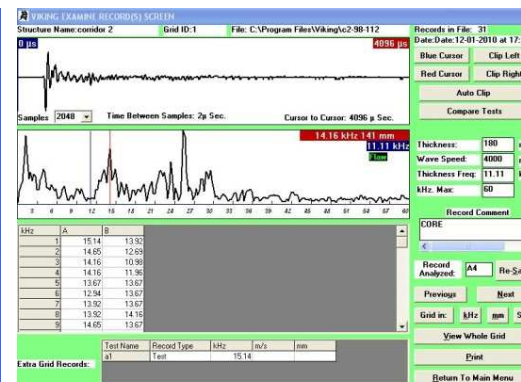 VIKING EXAMINE RECORD(S) SCREEN
Structure Name:corridor 2 Grid ID:1 File: C:\Program Files\Viking\c2-98-112 Records in File: 31
Date:Date:12-01-2010 at 17:
0 µs 4096 µs
Blue Cursor Clip Left
Red Cursor Clip Right
Auto Clip
Compare Tests
Samples 2048 Time Between Samples: 2µ Sec. Cursor to Cursor: 4096 µ Sec.
14.16 kHz 141 mm
11.11 kHz
Flaw
Thickness: 180
Wave Speed: 4000
Thickness Freq: 11.11
kHz. Max: 60
3 6 9 12 15 18 21 24 27 30 33 36 39 42 45 48 51 54 57 60
Record Comment
CORE
kHz A B
1 15.14 13.92
2 14.65 12.69
3 14.16 10.98
4 14.16 11.96
5 13.67 13.67
6 12.94 13.67
7 13.92 13.67
8 13.92 14.16
9 14.65 13.67
Record Analyzed: A4
Previous Next
Grid in: kHz mm
View Whole Grid
Print
Return To Main Menu
Extra Grid Records:
Test Name Record Type kHz m/s mm
a1 Test 15.14